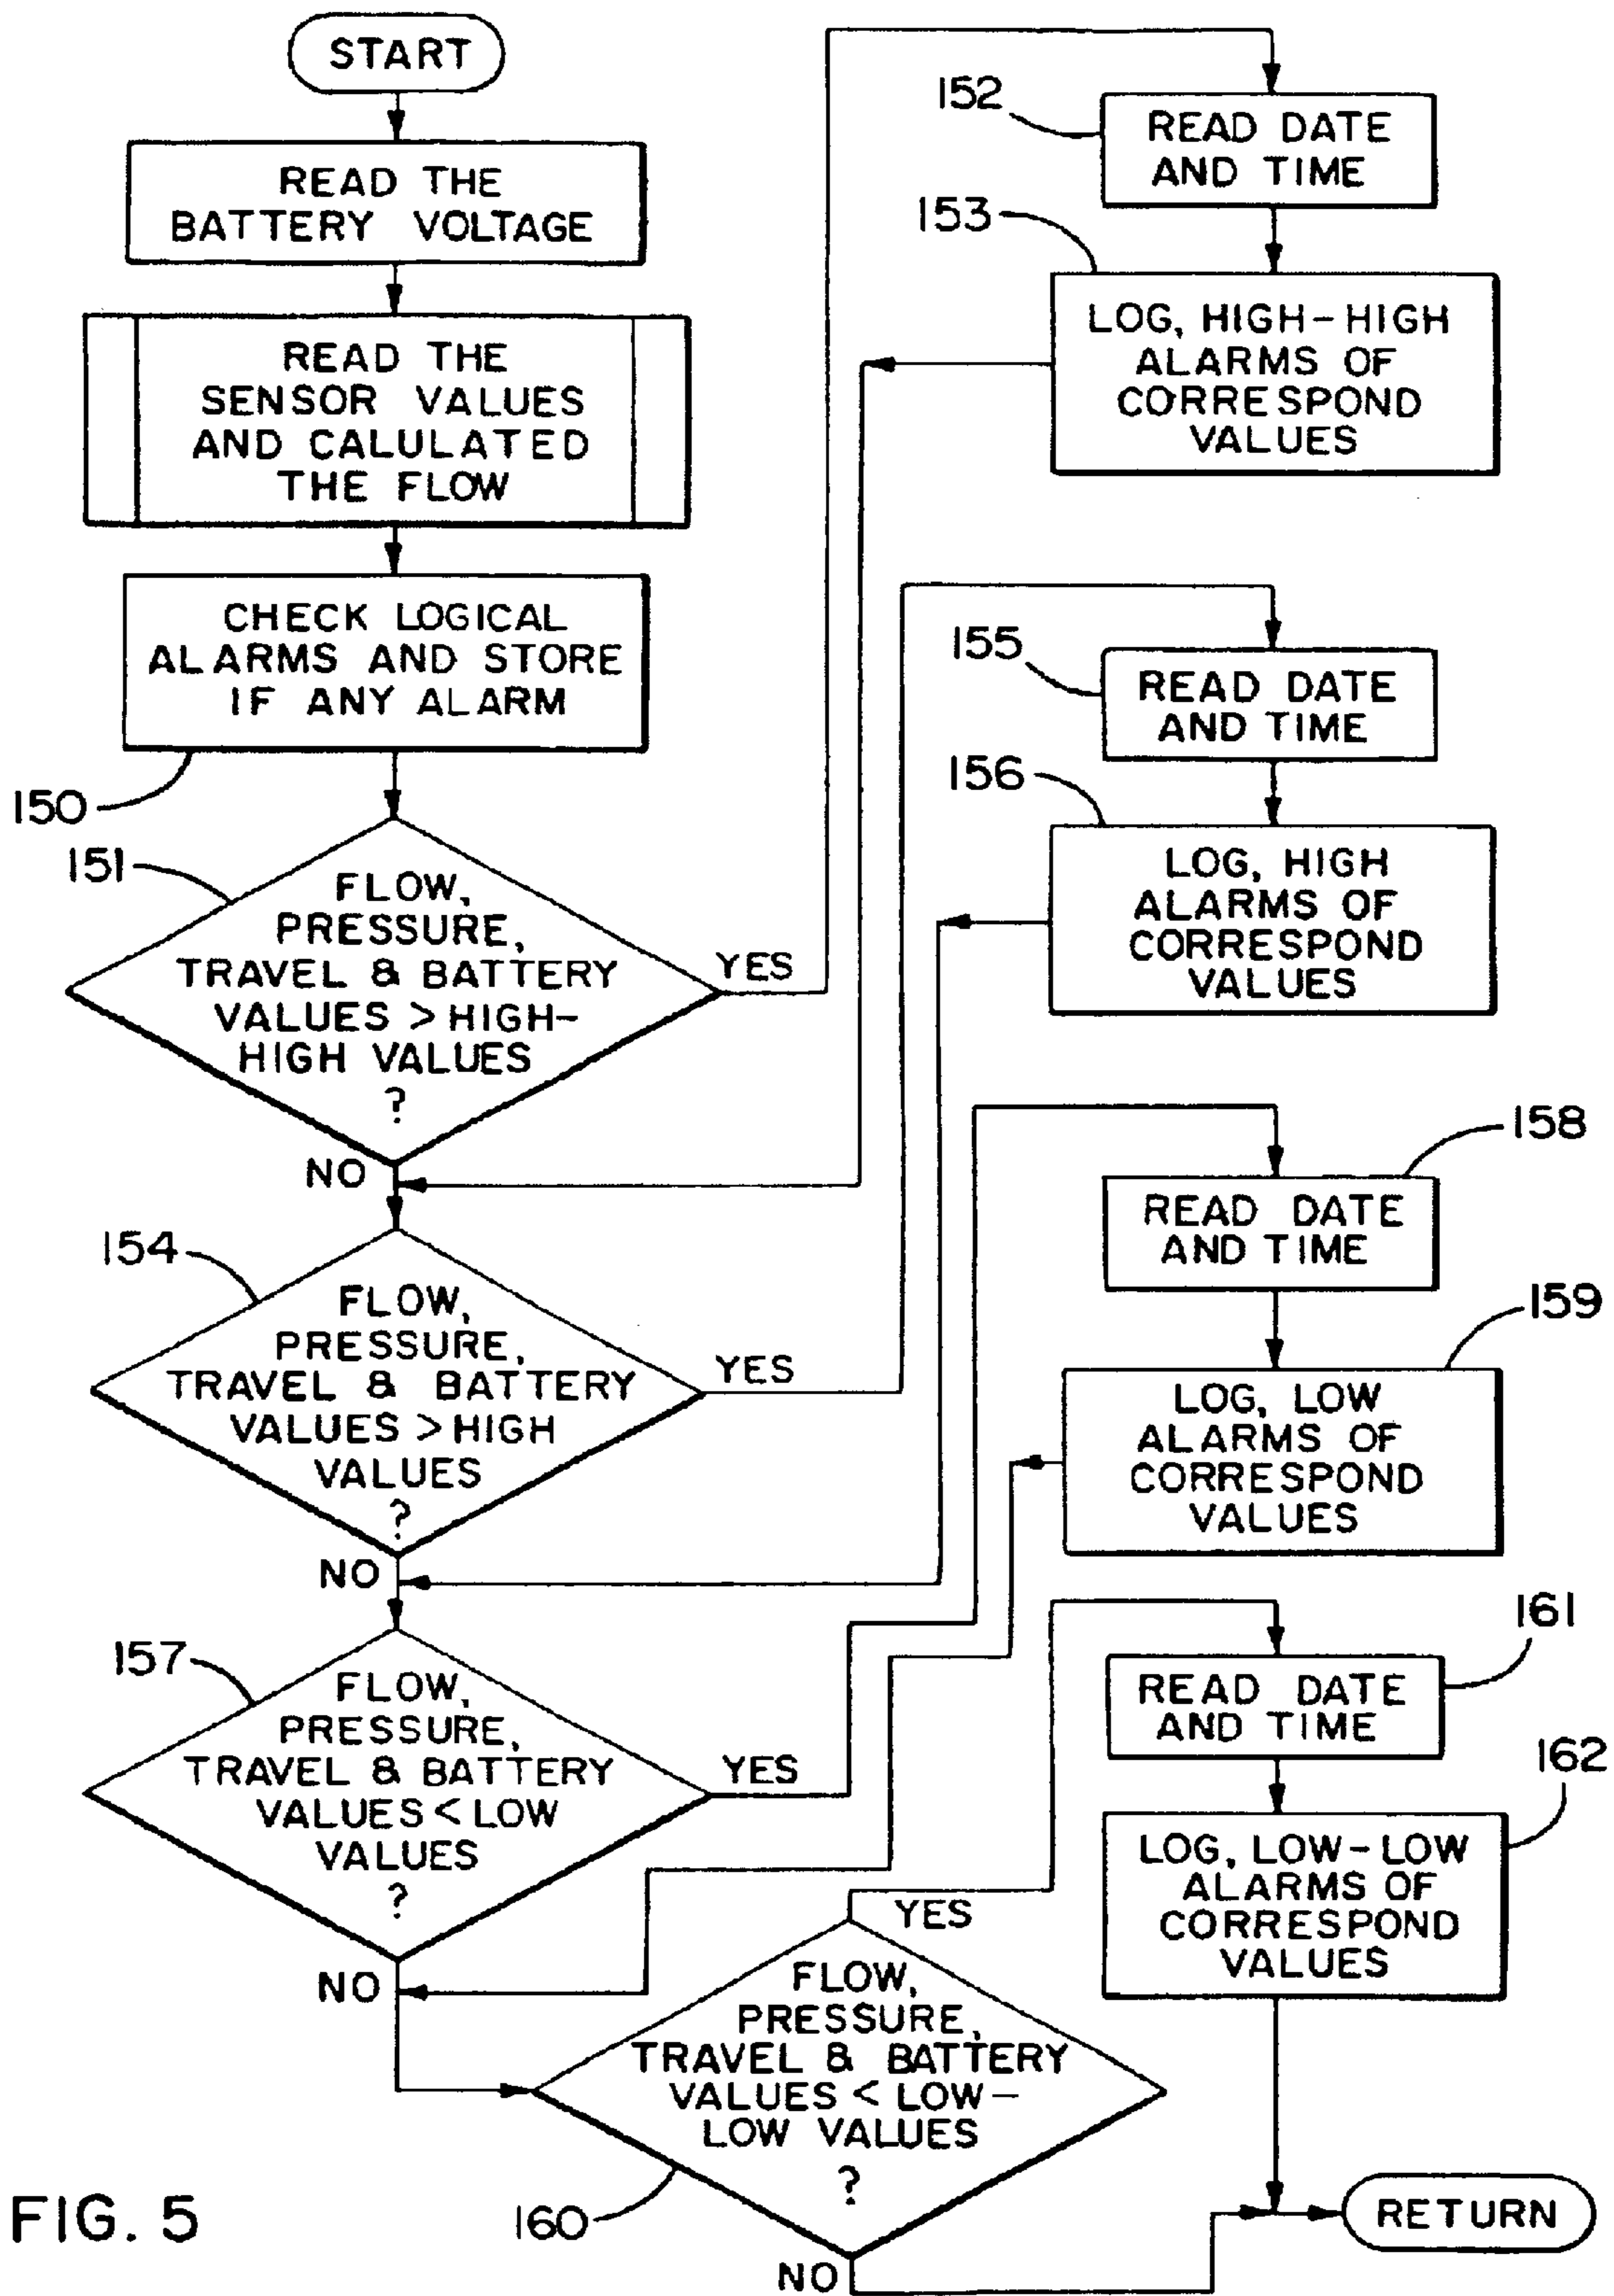 START
READ THE
BATTERY VOLTAGE
READ THE
SENSOR VALUES
AND CALULATED
THE FLOW
CHECK LOGICAL
ALARMS AND STORE
IF ANY ALARM
150
151
FLOW,
PRESSURE,
TRAVEL & BATTERY
VALUES > HIGH-
HIGH VALUES
?
YES
NO
152
READ DATE
AND TIME
153
LOG, HIGH-HIGH
ALARMS OF
CORRESPOND
VALUES
154
FLOW,
PRESSURE,
TRAVEL & BATTERY
VALUES > HIGH
VALUES
?
YES
NO
155
READ DATE
AND TIME
156
LOG, HIGH
ALARMS OF
CORRESPOND
VALUES
157
FLOW,
PRESSURE,
TRAVEL & BATTERY
VALUES < LOW
VALUES
?
YES
NO
158
READ DATE
AND TIME
159
LOG, LOW
ALARMS OF
CORRESPOND
VALUES
160
FLOW,
PRESSURE,
TRAVEL & BATTERY
VALUES < LOW-
LOW VALUES
?
YES
NO
161
READ DATE
AND TIME
162
LOG, LOW-LOW
ALARMS OF
CORRESPOND
VALUES
RETURN
FIG. 5